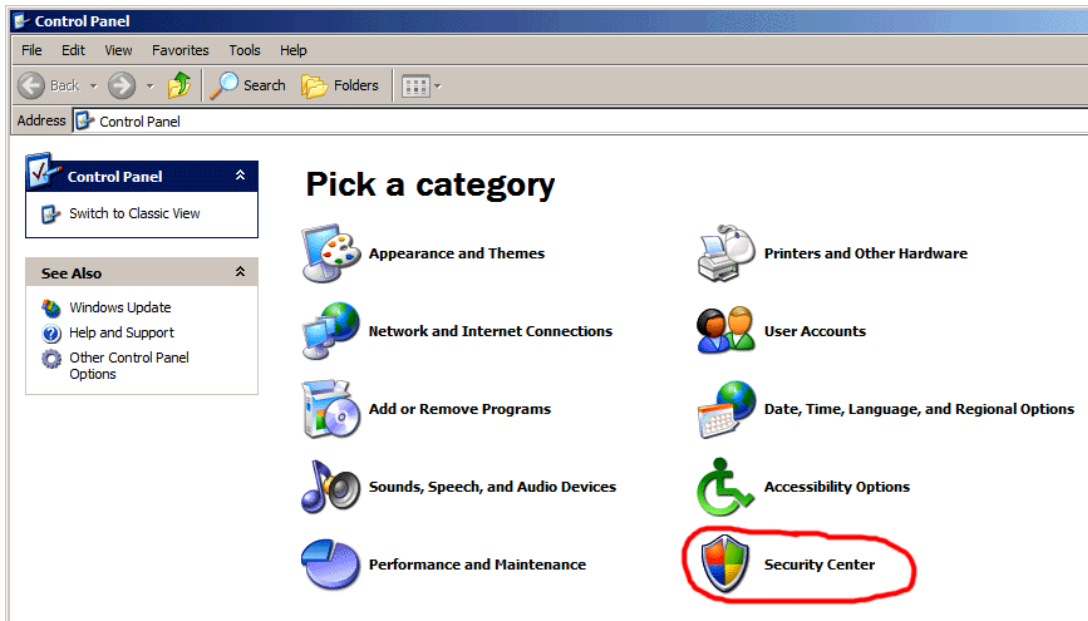 Control Panel
File Edit View Favorites Tools Help
Back Search Folders
Address Control Panel
Control Panel
Switch to Classic View
See Also
Windows Update
Help and Support
Other Control Panel
Options
Pick a category
Appearance and Themes
Printers and Other Hardware
Network and Internet Connections
User Accounts
Add or Remove Programs
Date, Time, Language, and Regional Options
Sounds, Speech, and Audio Devices
Accessibility Options
Performance and Maintenance
Security Center